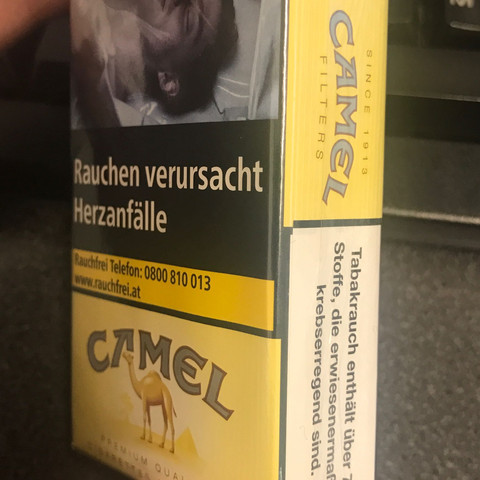 Rauchen verursacht
Herzanfälle
Rauchfrei Telefon: 0800 810 013
www.rauchfrei.at
CAMEL
PREMIUM
SINCE 1913
CAMEL
FILTERS
Tabakrauch enthält über
Stoffe, die
krebserregend sind.